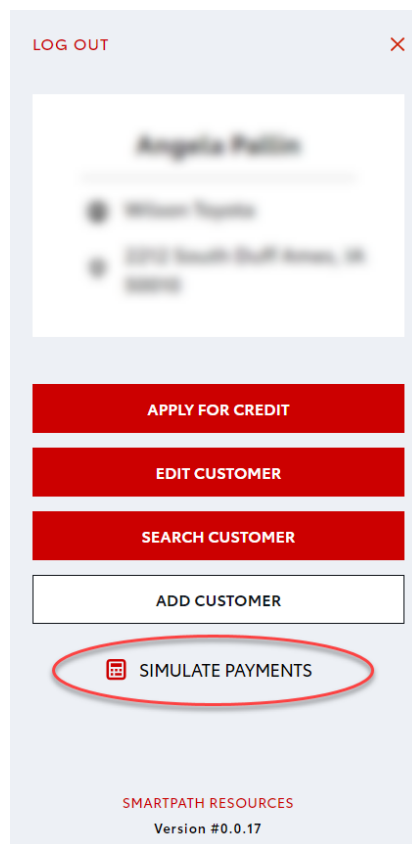 LOG OUT
APPLY FOR CREDIT
EDIT CUSTOMER
SEARCH CUSTOMER
ADD CUSTOMER
SIMULATE PAYMENTS
SMARTPATH RESOURCES
Version #0.0.17